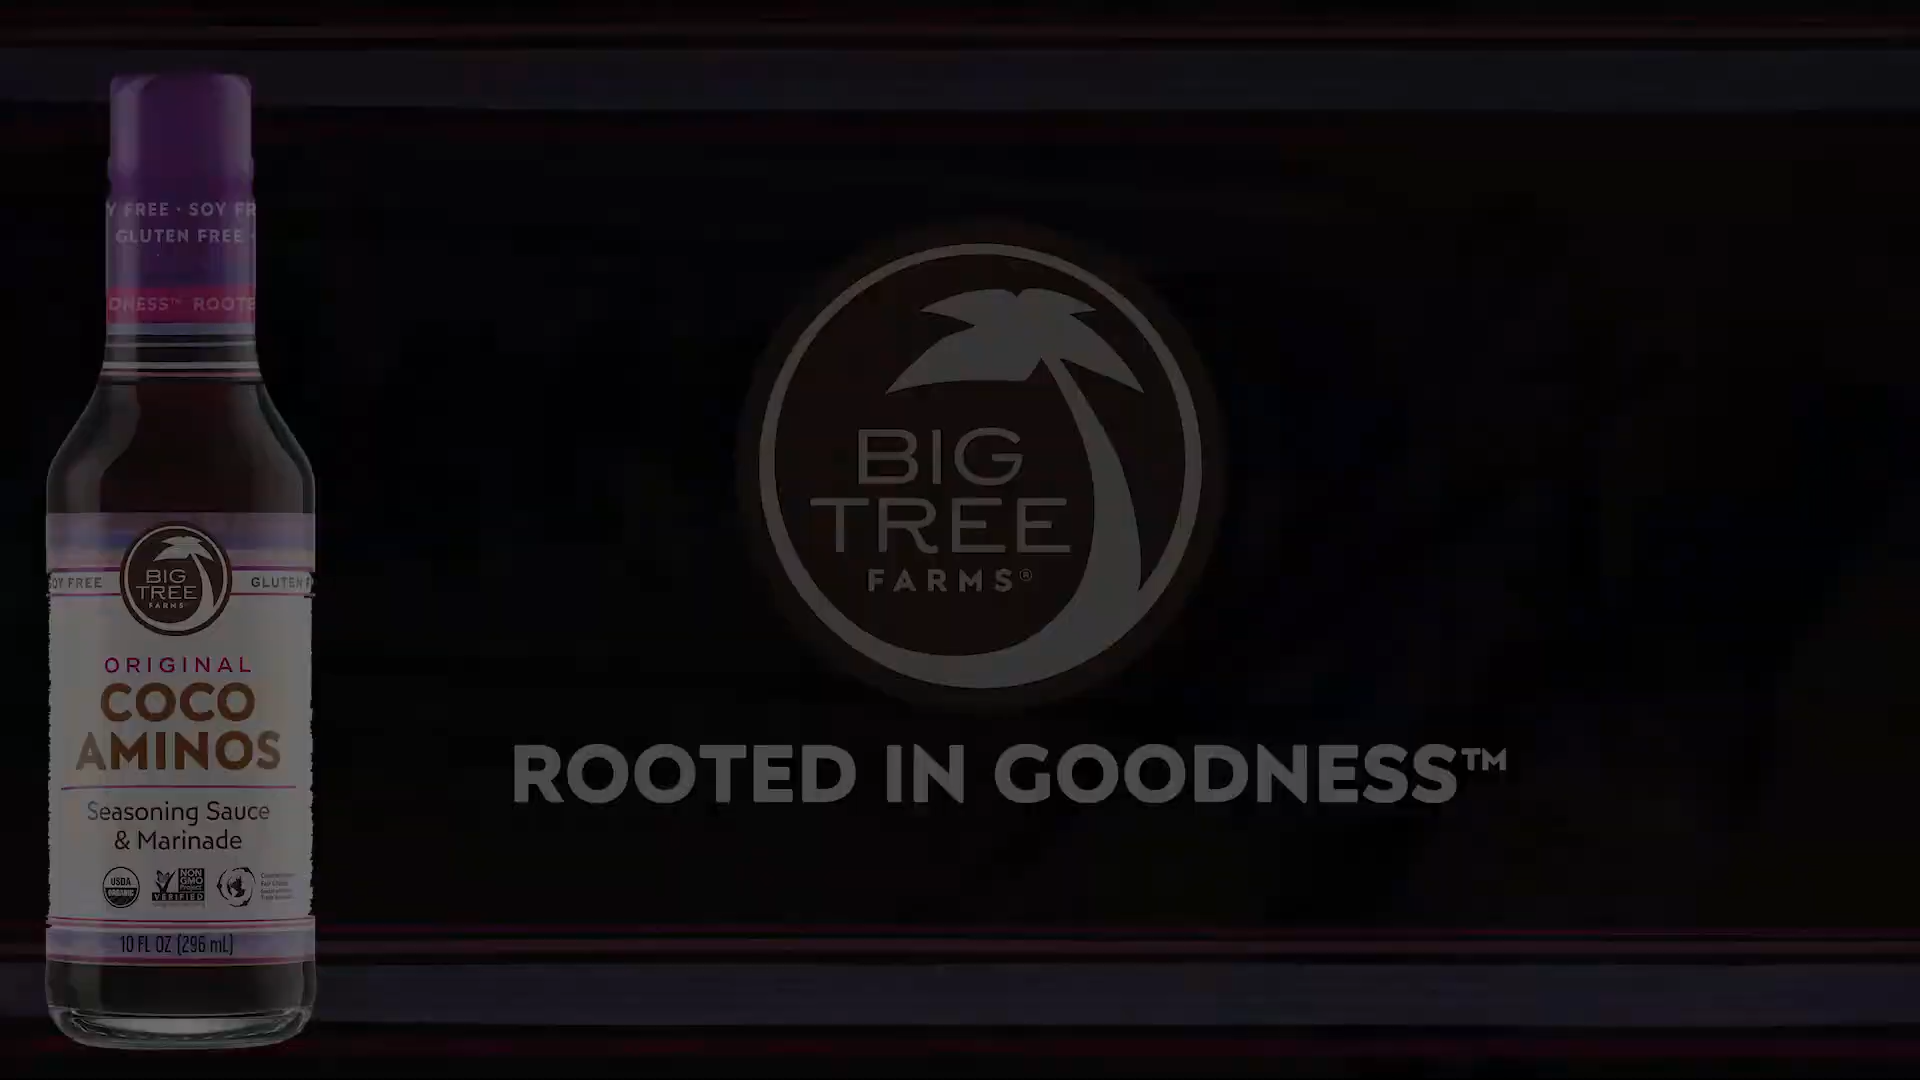 Y FREE · SOY FR
GLUTEN FREE ·
DNESS™ ROOTE
BIG
TREE
FARMS
OY FREE
GLUTEN F
ORIGINAL
COCO
AMINOS
Seasoning Sauce
& Marinade
USDA
ORGANIC
NON
GMO
Project
VERIFIED
10 FL OZ (296 mL)
BIG
TREE
FARMS®
ROOTED IN GOODNESS™